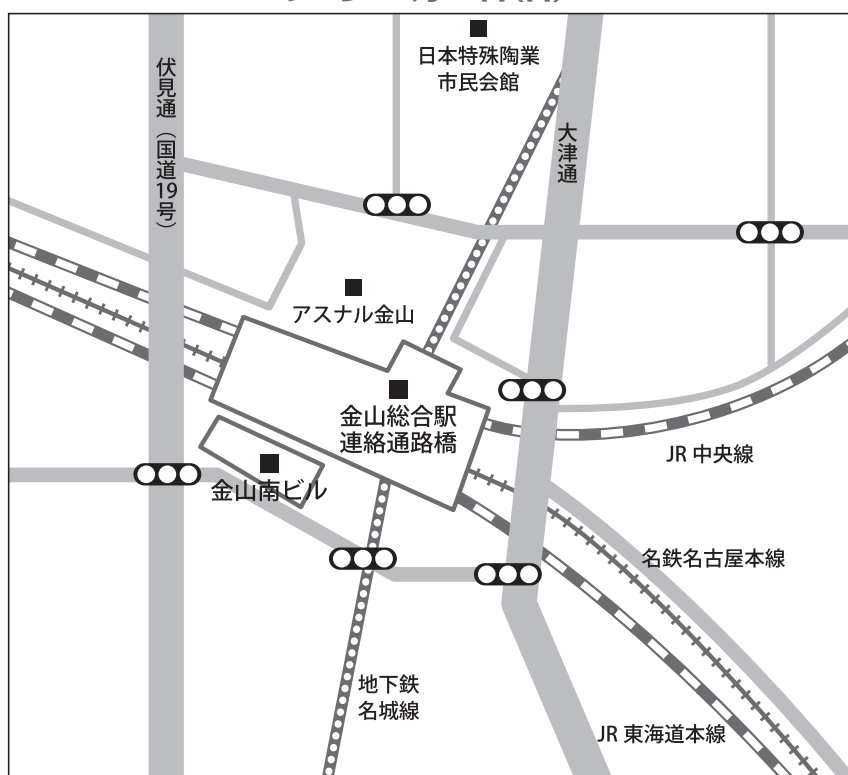 日本特殊陶業
市民会館
伏見通（国道19号）
大津通
アスナル金山
金山総合駅
連絡通路橋
JR 中央線
金山南ビル
名鉄名古屋本線
地下鉄
名城線
JR 東海道本線